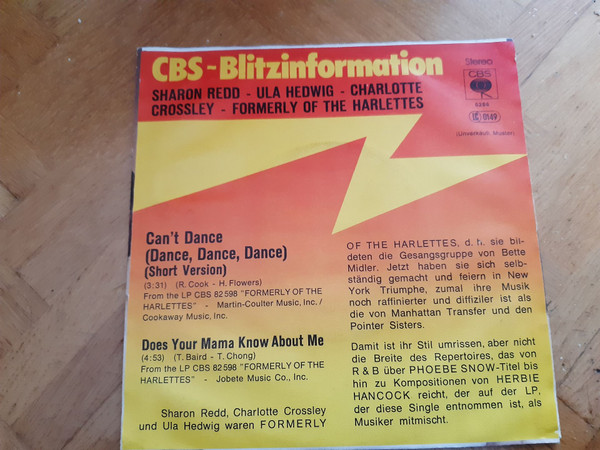 CBS ~ Blitzinformation
SHARON REDD - ULA HEDWIG - CHARLOTTE
CROSSLEY - FORMERLY OF THE HARLETTES
Stereo
CBS
5285
LC 0149
(Unverkäufl. Muster)
Can't Dance
(Dance, Dance, Dance)
(Short Version)
(3:31) (R. Cook - H. Flowers)
From the LP CBS 82598 "FORMERLY OF THE
HARLETTES" - Martin-Coulter Music, Inc./
Cookaway Music, Inc.
Does Your Mama Know About Me
(4:53) (T. Baird - T. Chong)
From the LP CBS 82598 "FORMERLY OF THE
HARLETTES" - Jobete Music Co., Inc.
Sharon Redd, Charlotte Crossley
und Ula Hedwig waren FORMERLY
OF THE HARLETTES, d. h. sie bil-
deten die Gesangsgruppe von Bette
Midler. Jetzt haben sie sich selb-
ständig gemacht und feiern in New
York Triumphe, zumal ihre Musik
noch raffinierter und diffiziler ist als
die von Manhattan Transfer und den
Pointer Sisters.
Damit ist ihr Stil umrissen, aber nicht
die Breite des Repertoires, das von
R & B über PHOEBE SNOW-Titel bis
hin zu Kompositionen von HERBIE
HANCOCK reicht, der auf der LP,
der diese Single entnommen ist, als
Musiker mitmischt.